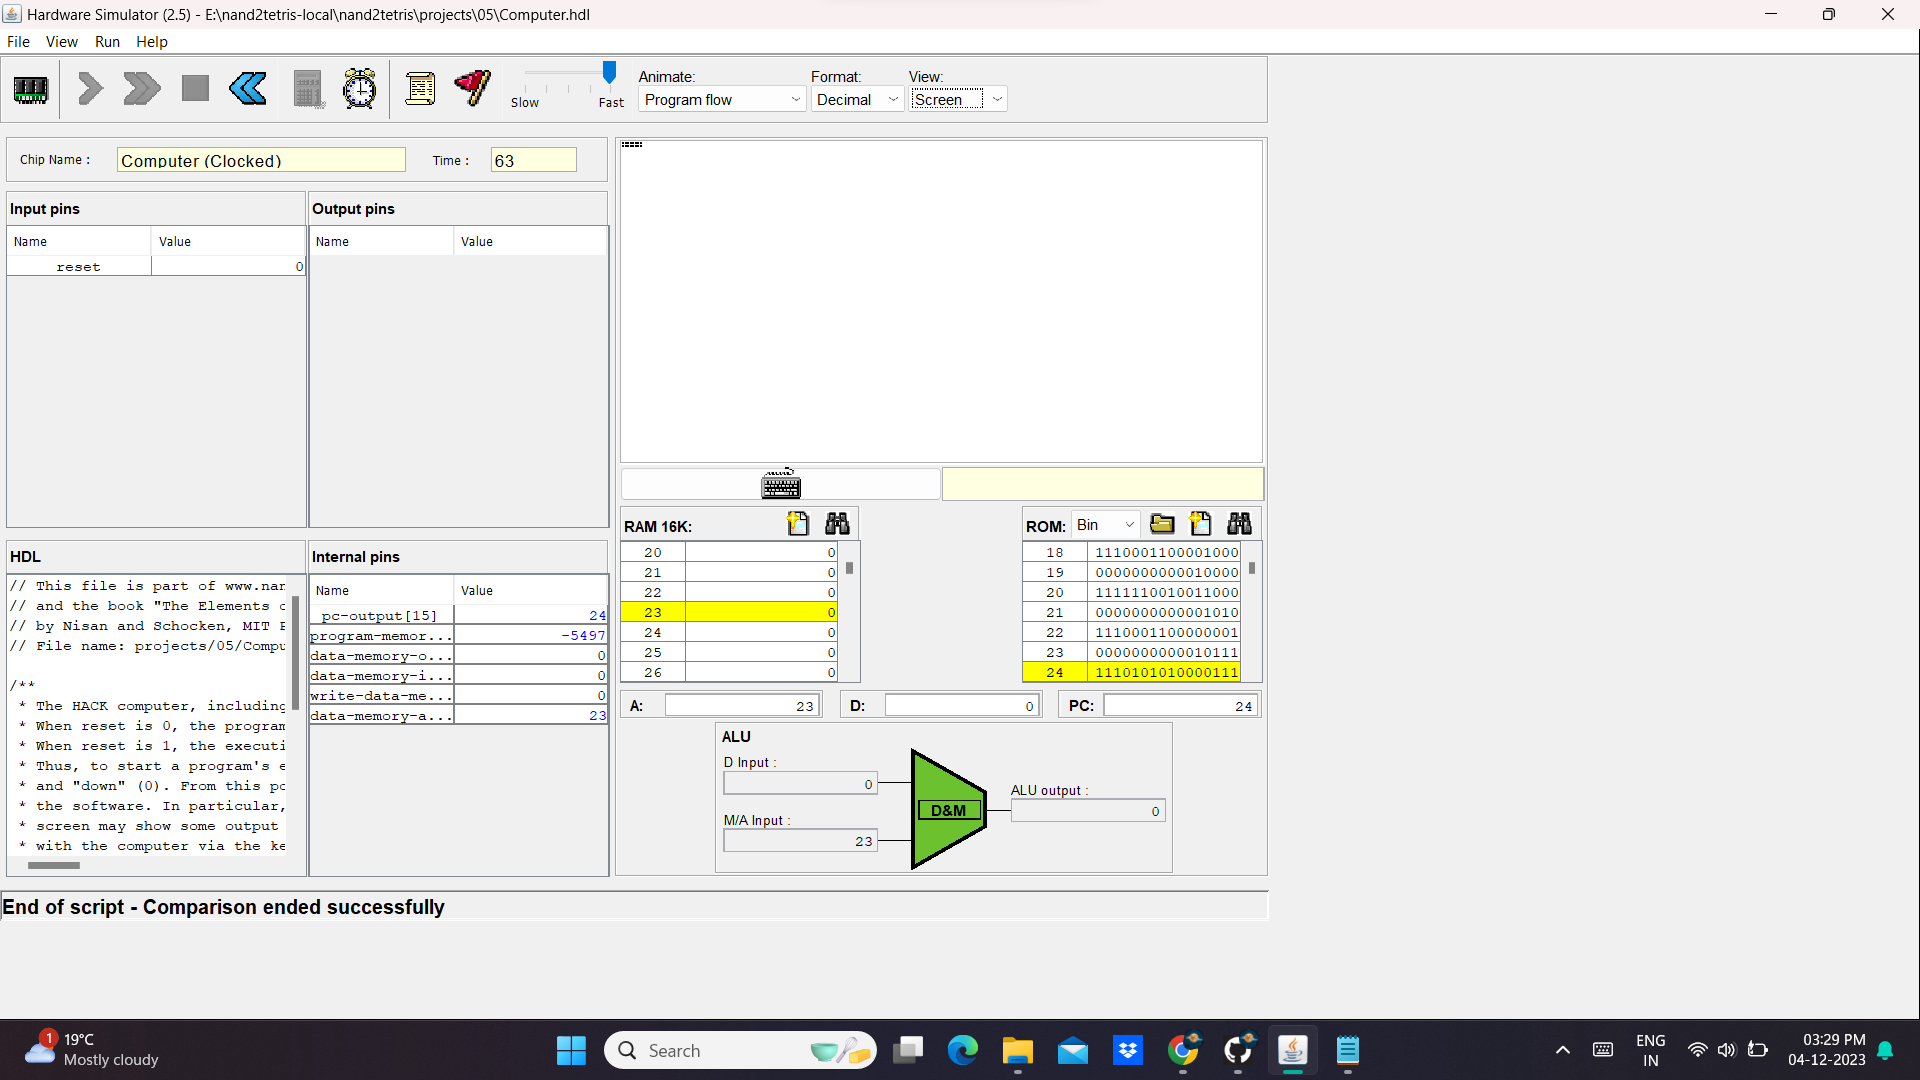 Hardware Simulator (2.5) - E:\nand2tetris-local\nand2tetris\projects\05\Computer.hdl
File View Run Help
Slow Fast
Animate: Format: View:
Program flow Decimal Screen
Chip Name : Computer (Clocked) Time : 63
Input pins Output pins
Name Value Name Value
reset 0
HDL
// This file is part of www.nan
// and the book "The Elements o
// by Nisan and Schocken, MIT P
// File name: projects/05/Compu
/**
* The HACK computer, including
* When reset is 0, the program
* When reset is 1, the executi
* Thus, to start a program's e
* and "down" (0). From this po
* the software. In particular,
* screen may show some output
* with the computer via the ke
Internal pins
Name Value
pc-output[15] 24
program-memor... -5497
data-memory-o... 0
data-memory-i... 0
write-data-me... 0
data-memory-a... 23
RAM 16K:
20 0
21 0
22 0
23 0
24 0
25 0
26 0
ROM: Bin
18 1110001100001000
19 0000000000010000
20 1111110010011000
21 0000000000001010
22 1110001100000001
23 0000000000010111
24 1110101010000111
A: 23 D: 0 PC: 24
ALU
D Input :
0
M/A Input :
23
D&M
ALU output :
0
End of script - Comparison ended successfully
1
19°C
Mostly cloudy
Search
ENG
IN
03:29 PM
04-12-2023